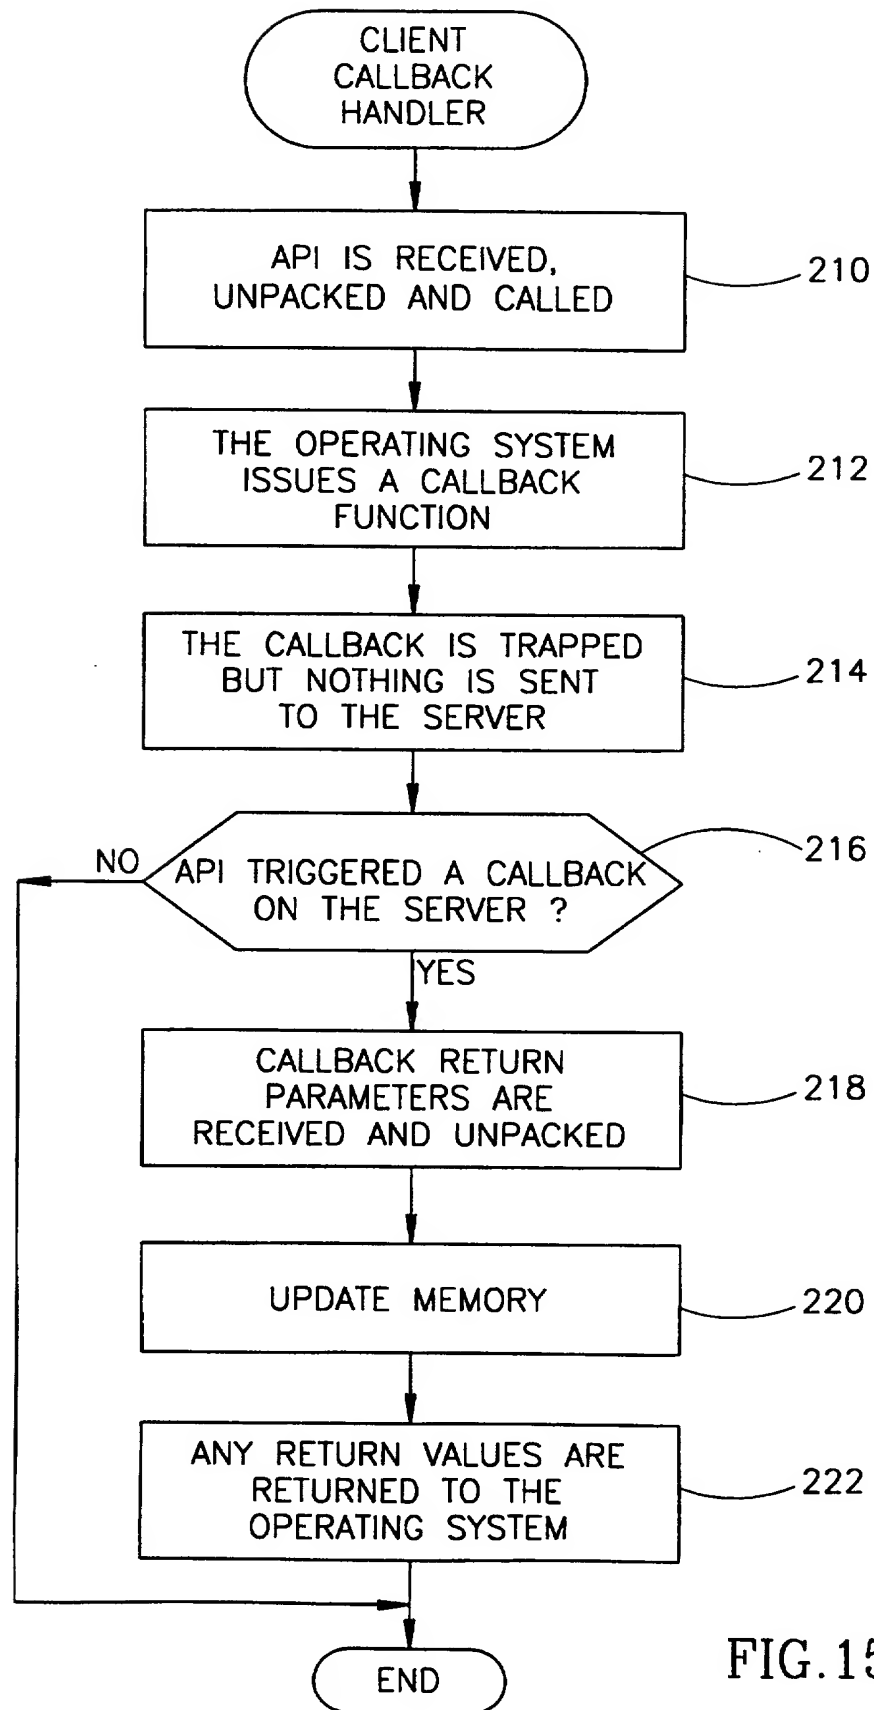 CLIENT
CALLBACK
HANDLER
API IS RECEIVED,
UNPACKED AND CALLED
210
THE OPERATING SYSTEM
ISSUES A CALLBACK
FUNCTION
212
THE CALLBACK IS TRAPPED
BUT NOTHING IS SENT
TO THE SERVER
214
NO
API TRIGGERED A CALLBACK
ON THE SERVER ?
216
YES
CALLBACK RETURN
PARAMETERS ARE
RECEIVED AND UNPACKED
218
UPDATE MEMORY
220
ANY RETURN VALUES ARE
RETURNED TO THE
OPERATING SYSTEM
222
END
FIG.15